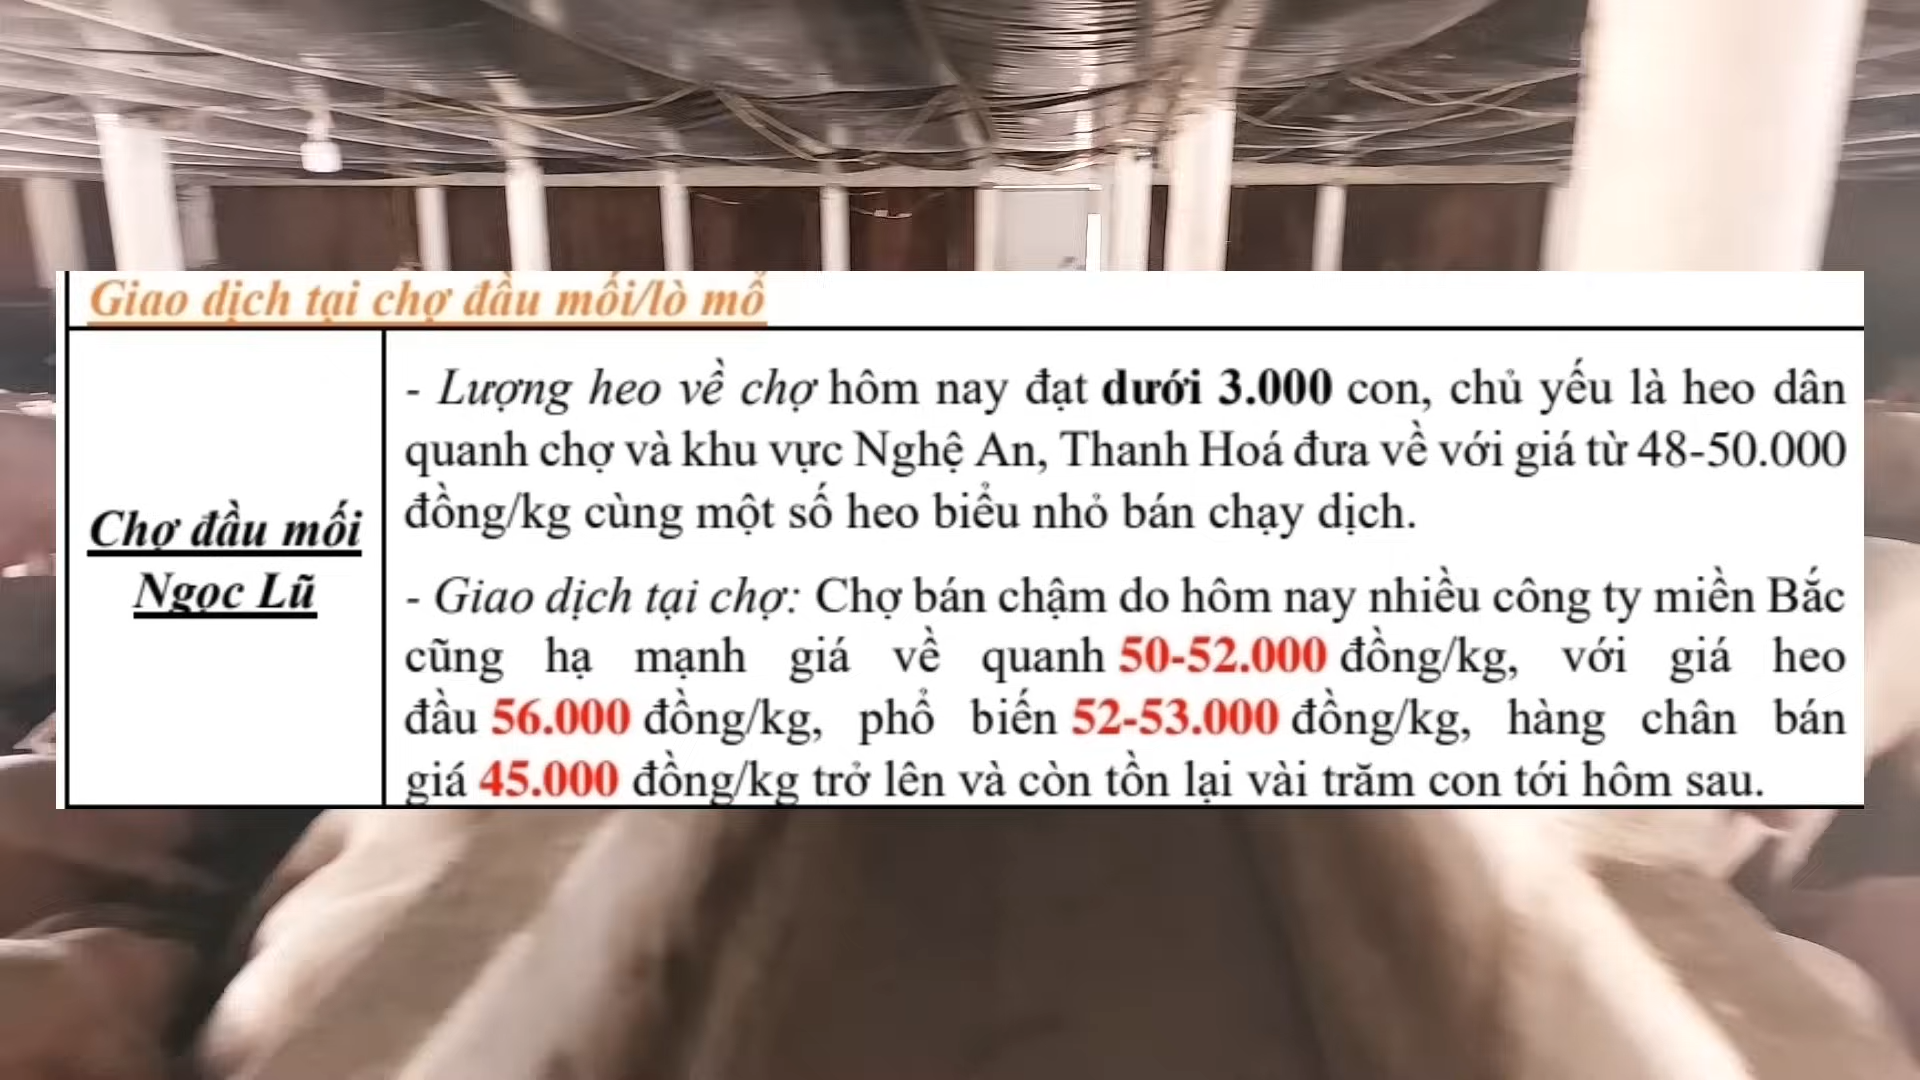 Giao dịch tại chợ đầu mối/lò mổ
Chợ đầu mối
Ngọc Lũ
- Lượng heo về chợ hôm nay đạt dưới 3.000 con, chủ yếu là heo dân
quanh chợ và khu vực Nghệ An, Thanh Hoá đưa về với giá từ 48-50.000
đồng/kg cùng một số heo biểu nhỏ bán chạy dịch.
- Giao dịch tại chợ: Chợ bán chậm do hôm nay nhiều công ty miền Bắc
cũng hạ mạnh giá về quanh 50-52.000 đồng/kg, với giá heo
đầu 56.000 đồng/kg, phổ biến 52-53.000 đồng/kg, hàng chân bán
giá 45.000 đồng/kg trở lên và còn tồn lại vài trăm con tới hôm sau.